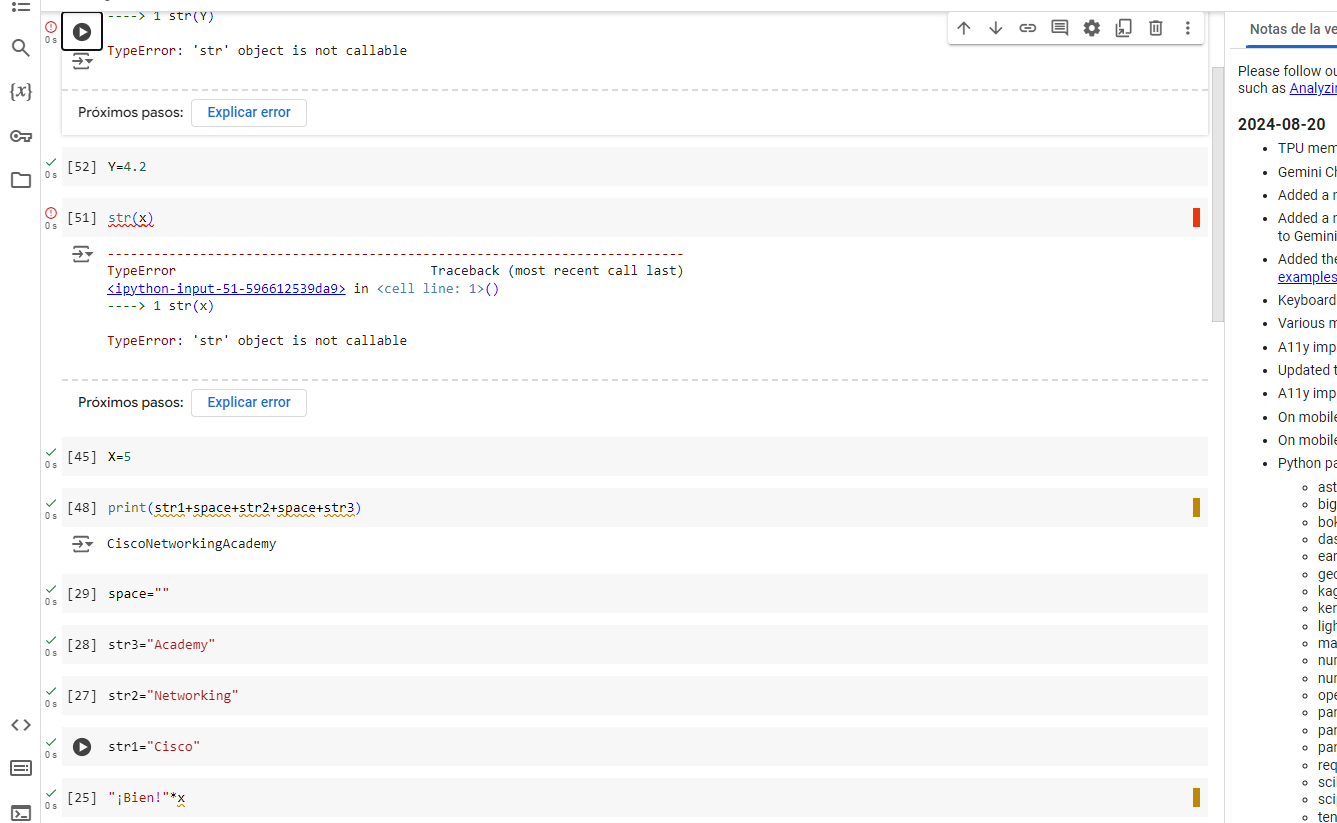 ----> 1 str(Y)
0 s
TypeError: 'str' object is not callable
Próximos pasos: Explicar error
[52] Y=4.2
0 s
[51] str(x)
0 s
---------------------------------------------------------------------------
TypeError Traceback (most recent call last)
<ipython-input-51-596612539da9> in <cell line: 1>()
----> 1 str(x)
TypeError: 'str' object is not callable
Próximos pasos: Explicar error
[45] X=5
0 s
[48] print(str1+space+str2+space+str3)
0 s
CiscoNetworkingAcademy
[29] space=""
0 s
[28] str3="Academy"
0 s
[27] str2="Networking"
0 s
str1="Cisco"
0 s
[25] "¡Bien!"*x
0 s
{x}
Notas de la ve
Please follow ou
such as Analyzi
2024-08-20
TPU mem
Gemini Ch
Added a r
Added a r
to Gemini
Added the
examples
Keyboard
Various m
A11y imp
Updated t
A11y imp
On mobile
On mobile
Python pa
ast
big
bok
das
ear
geo
kag
ker
ligh
ma
nur
nur
ope
par
par
par
req
sci
sci
ten